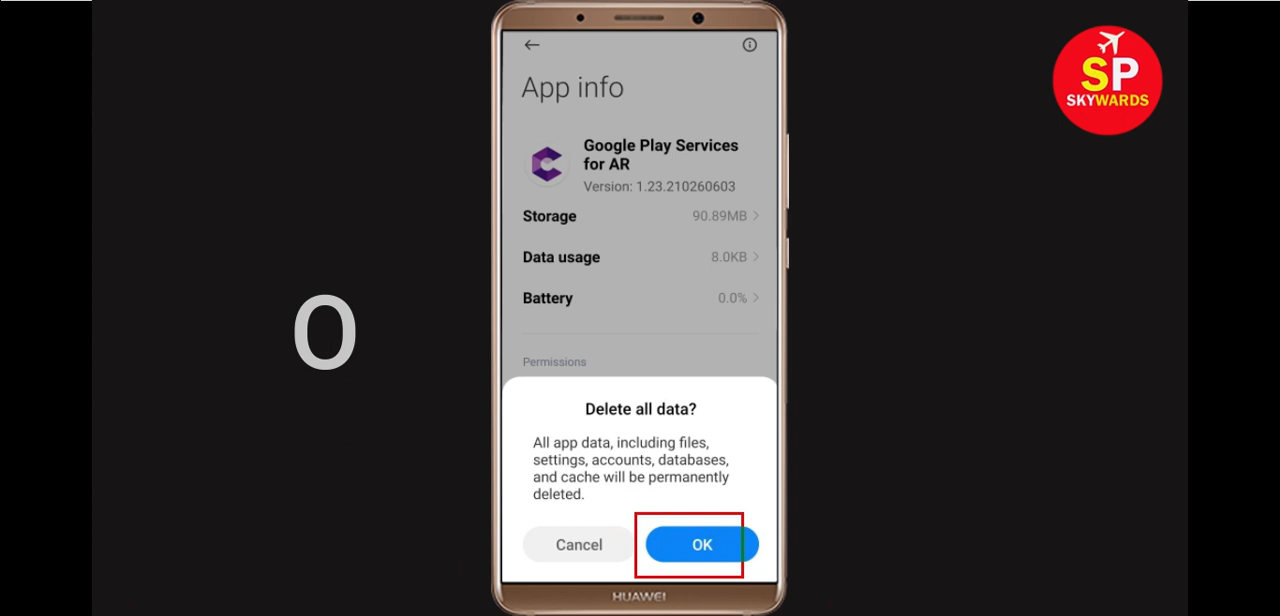 App info
Google Play Services
for AR
Version: 1.23.210260603
Storage 90.89MB
Data usage 8.0KB
Battery 0.0%
Permissions
Delete all data?
All app data, including files,
settings, accounts, databases,
and cache will be permanently
deleted.
Cancel OK
HUAWEI
O
SP
SKYWARDS